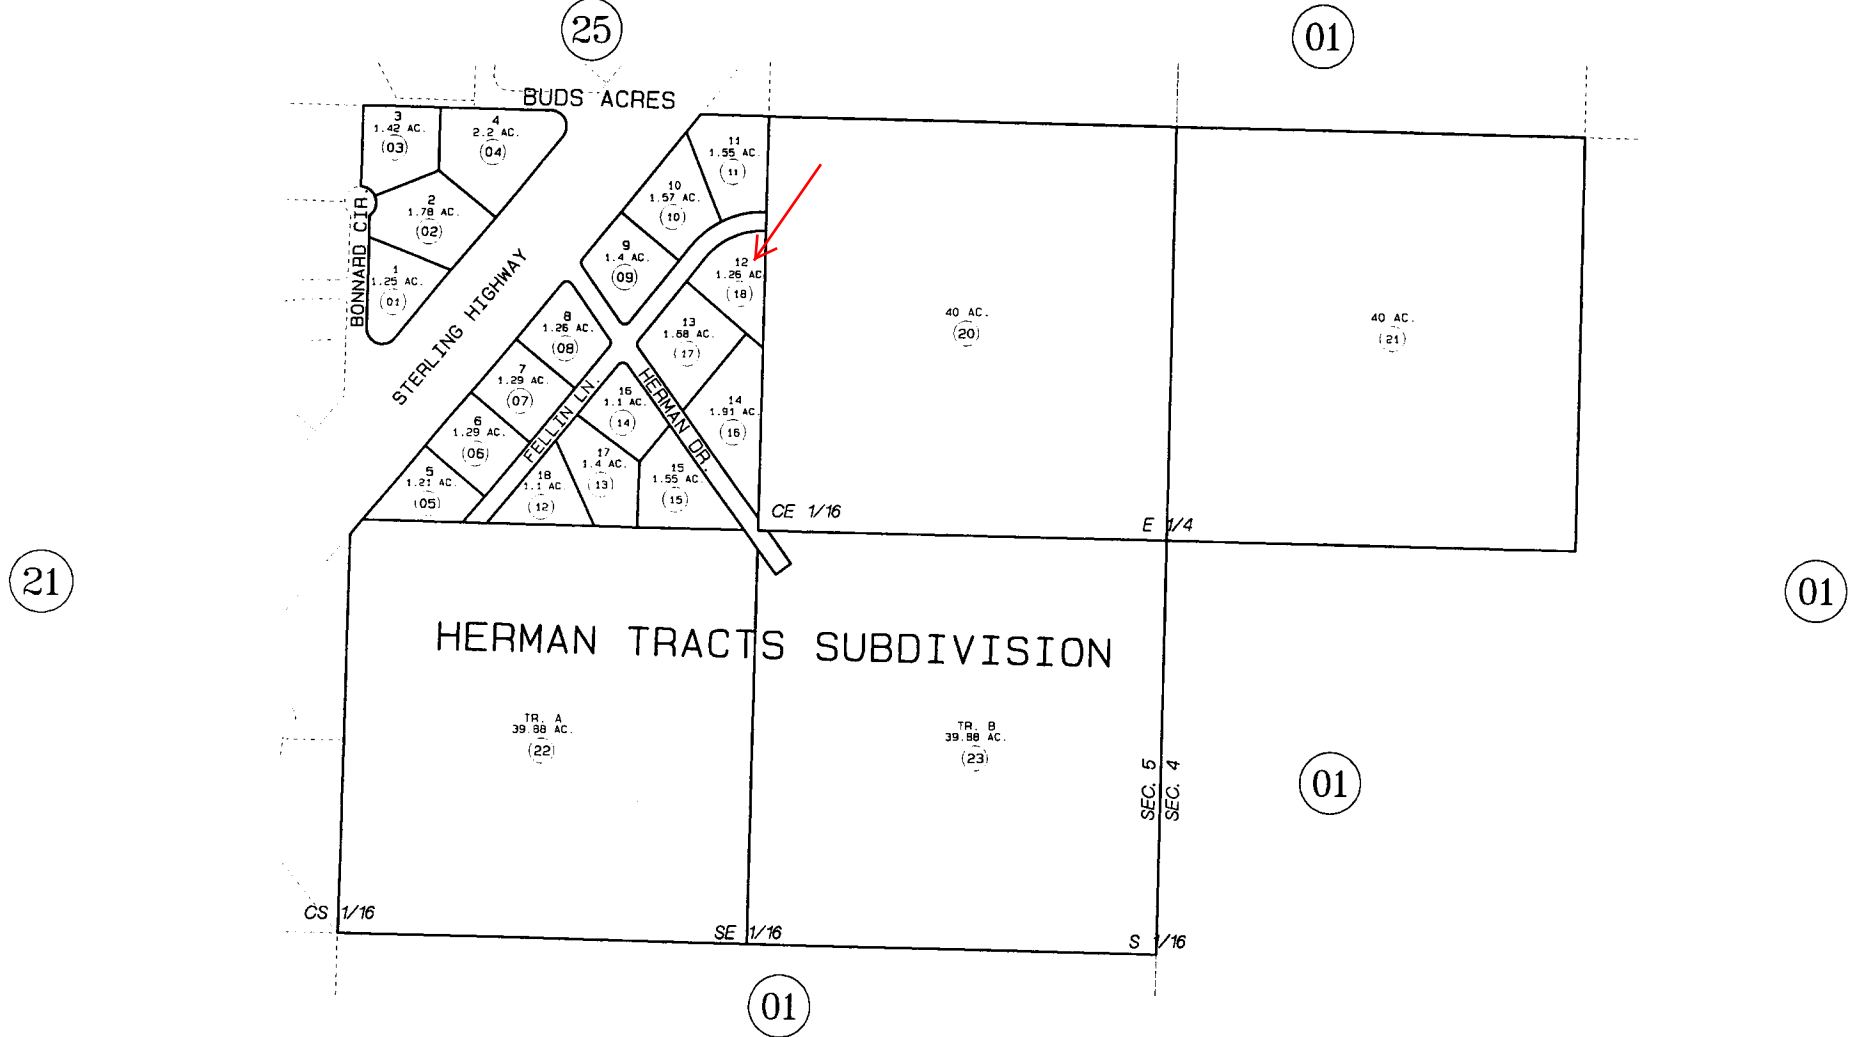 25
01
BUDS ACRES
3
1.42 AC.
(03)
4
2.2 AC.
(04)
2
1.78 AC.
(02)
1
1.25 AC.
(01)
BONNARD CIR.
STERLING HIGHWAY
11
1.55 AC.
(11)
10
1.57 AC.
(10)
9
1.4 AC.
(09)
12
1.26 AC.
(18)
8
1.26 AC.
(08)
13
1.68 AC.
(17)
7
1.29 AC.
(07)
16
1.1 AC.
(14)
14
1.91 AC.
(16)
6
1.29 AC.
(06)
FELLIN LN.
HERMAN DR.
5
1.21 AC.
(05)
18
1.1 AC.
(12)
17
1.4 AC.
(13)
15
1.55 AC.
(15)
40 AC.
(20)
40 AC.
(21)
CE 1/16
E 1/4
21
01
HERMAN TRACTS SUBDIVISION
TR. A
39.88 AC.
(22)
TR. B
39.88 AC.
(23)
SEC. 5
SEC. 4
01
CS 1/16
SE 1/16
S 1/16
01